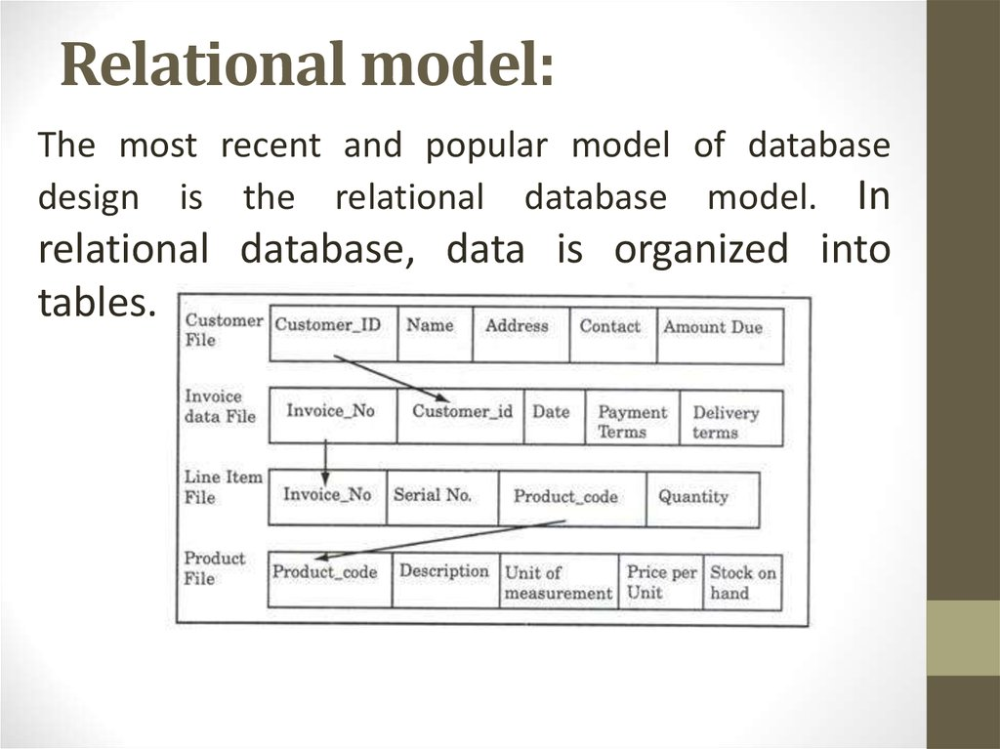 Relational model:
The most recent and popular model of database
design is the relational database model. In
relational database, data is organized into
tables.
Customer File
Customer_ID Name Address Contact Amount Due
Invoice data File
Invoice_No Customer_id Date Payment Terms Delivery terms
Line Item File
Invoice_No Serial No. Product_code Quantity
Product File
Product_code Description Unit of measurement Price per Unit Stock on hand